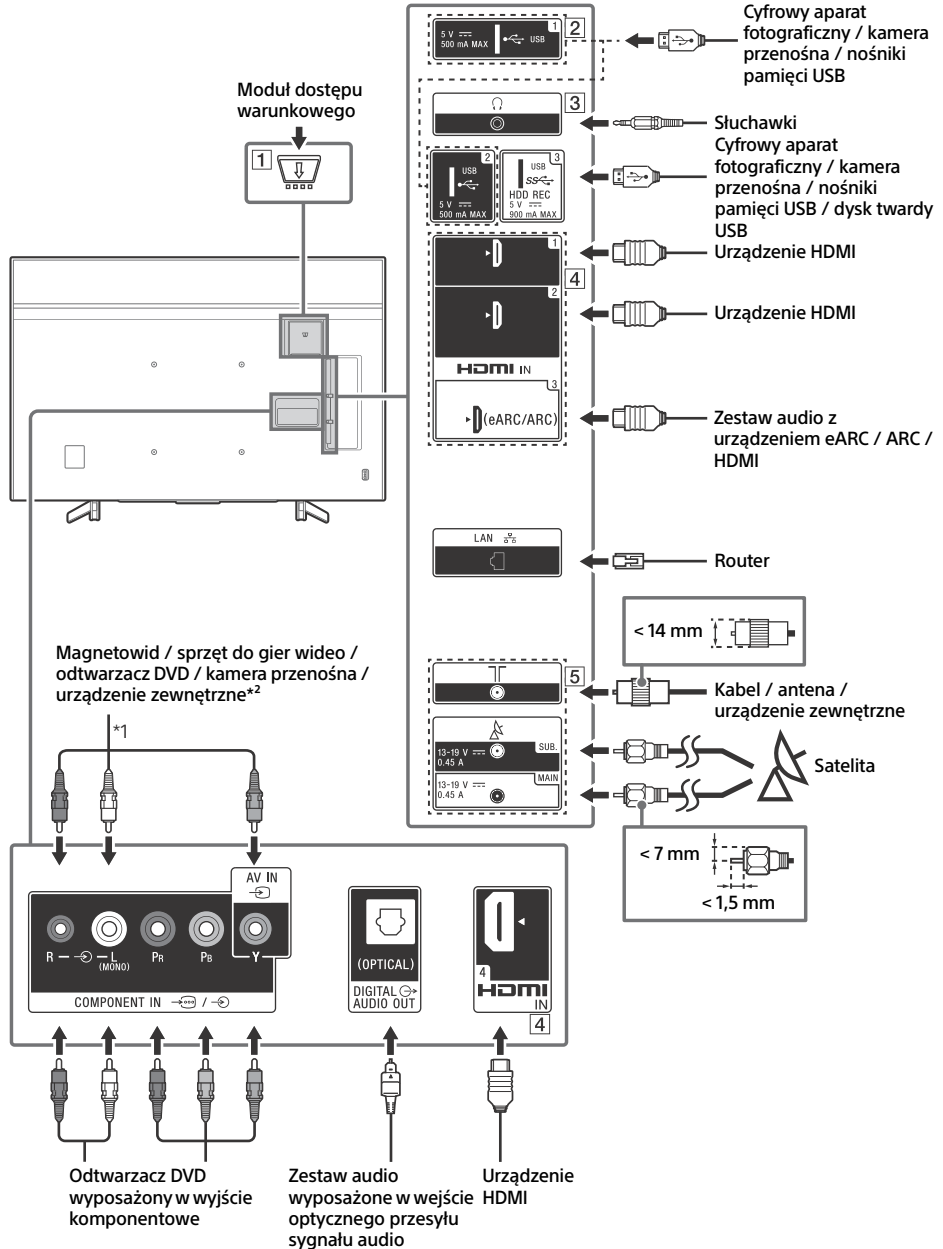 Cyfrowy aparat
fotograficzny / kamera
przenośna / nośniki
pamięci USB
5 V
500 mA MAX
USB
1
2
Moduł dostępu
warunkowego
1
3
Słuchawki
Cyfrowy aparat
fotograficzny / kamera
przenośna / nośniki
pamięci USB / dysk twardy
USB
2
USB
5 V
500 mA MAX
3
USB
SS
HDD REC
5 V
900 mA MAX
1
Urządzenie HDMI
4
2
Urządzenie HDMI
HDMI IN
3
(eARC/ARC)
Zestaw audio z
urządzeniem eARC / ARC /
HDMI
LAN
Router
< 14 mm
Magnetowid / sprzęt do gier wideo /
odtwarzacz DVD / kamera przenośna /
urządzenie zewnętrzne*2
*1
5
Kabel / antena /
urządzenie zewnętrzne
13-19 V
0.45 A
SUB.
13-19 V
0.45 A
MAIN
Satelita
< 7 mm
< 1,5 mm
AV IN
R L
(MONO)
PR
PB
Y
COMPONENT IN /
(OPTICAL)
DIGITAL
AUDIO OUT
4
HDMI
IN
4
Odtwarzacz DVD
wyposażony w wyjście
komponentowe
Zestaw audio
wyposażone w wejście
optycznego przesyłu
sygnału audio
Urządzenie
HDMI